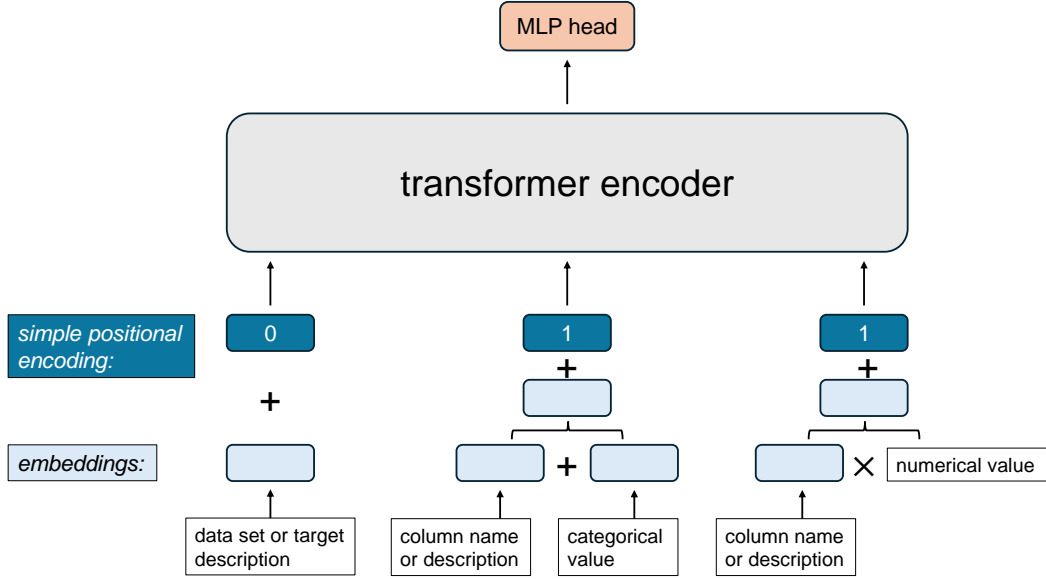 MLP head
transformer encoder
simple positional
encoding:
0
1
1
+
+
+
embeddings:
+
×
numerical value
data set or target
description
column name
or description
categorical
value
column name
or description